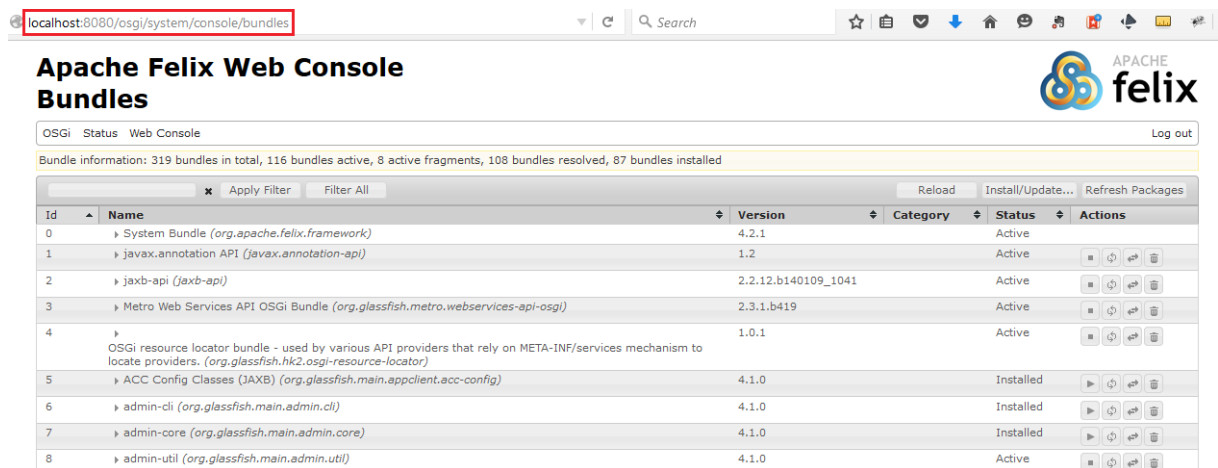 localhost:8080/osgi/system/console/bundles
Search
Apache Felix Web Console
Bundles
APACHE
felix
OSGi Status Web Console Log out
Bundle information: 319 bundles in total, 116 bundles active, 8 active fragments, 108 bundles resolved, 87 bundles installed
Apply Filter Filter All Reload Install/Update... Refresh Packages
Id Name Version Category Status Actions
0 System Bundle (org.apache.felix.framework) 4.2.1 Active
1 javax.annotation API (javax.annotation-api) 1.2 Active
2 jaxb-api (jaxb-api) 2.2.12.b140109_1041 Active
3 Metro Web Services API OSGi Bundle (org.glassfish.metro.webservices-api-osgi) 2.3.1.b419 Active
4 1.0.1 Active
OSGi resource locator bundle - used by various API providers that rely on META-INF/services mechanism to
locate providers. (org.glassfish.hk2.osgi-resource-locator)
5 ACC Config Classes (JAXB) (org.glassfish.main.appclient.acc-config) 4.1.0 Installed
6 admin-cli (org.glassfish.main.admin.cli) 4.1.0 Installed
7 admin-core (org.glassfish.main.admin.core) 4.1.0 Installed
8 admin-util (org.glassfish.main.admin.util) 4.1.0 Active